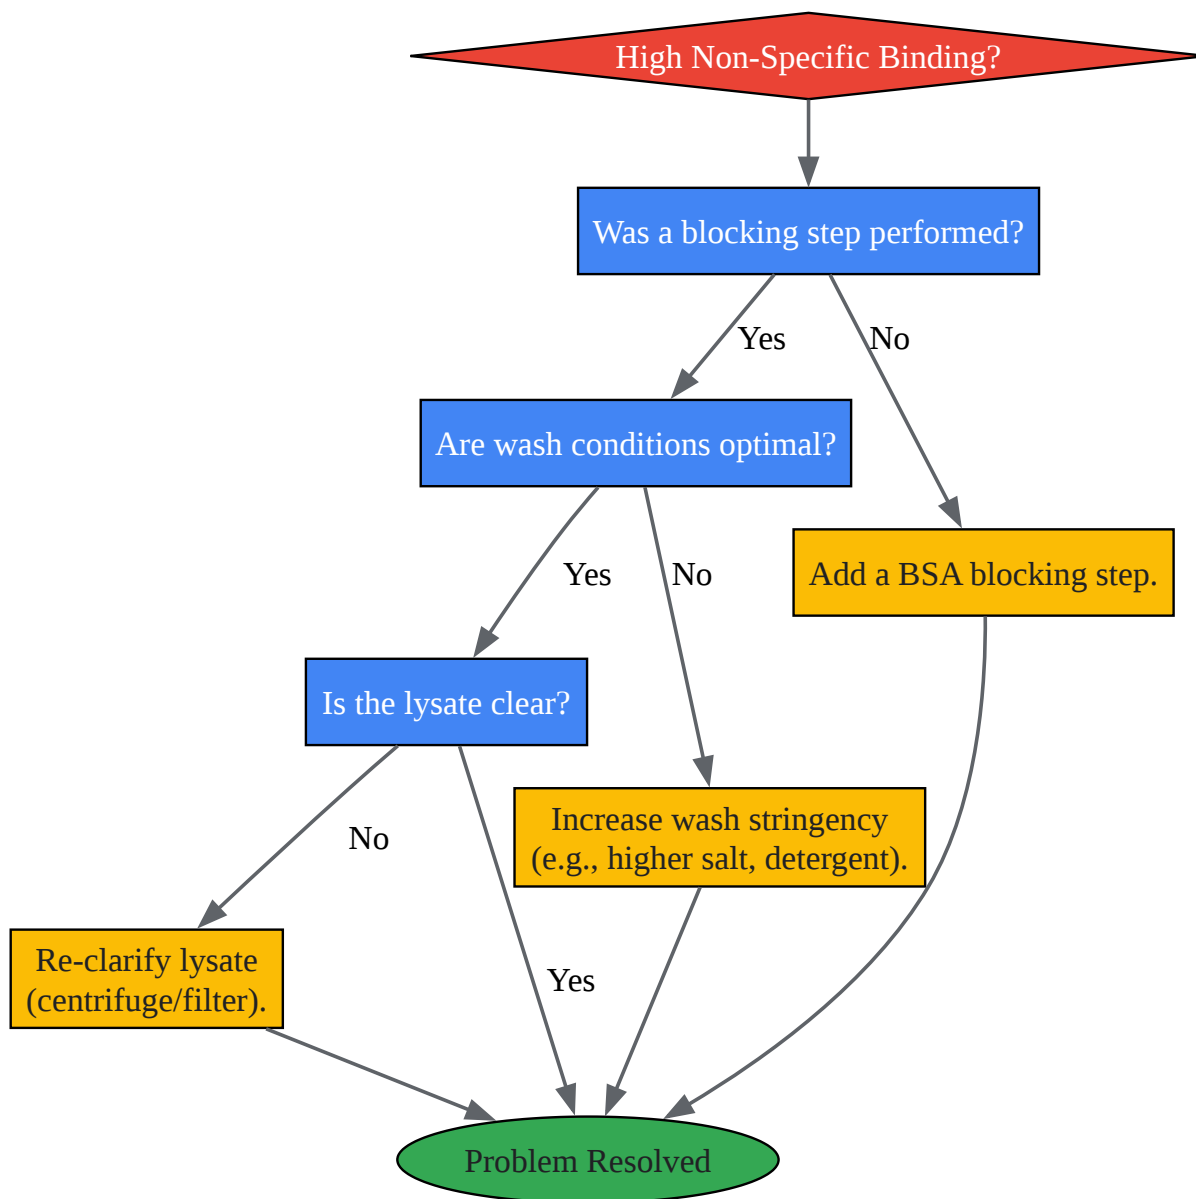 High Non-Specific Binding?
Was a blocking step performed?
Yes
No
Are wash conditions optimal?
Yes
No
Add a BSA blocking step.
Is the lysate clear?
Increase wash stringency
(e.g., higher salt, detergent).
No
Re-clarify lysate
(centrifuge/filter).
Yes
Problem Resolved